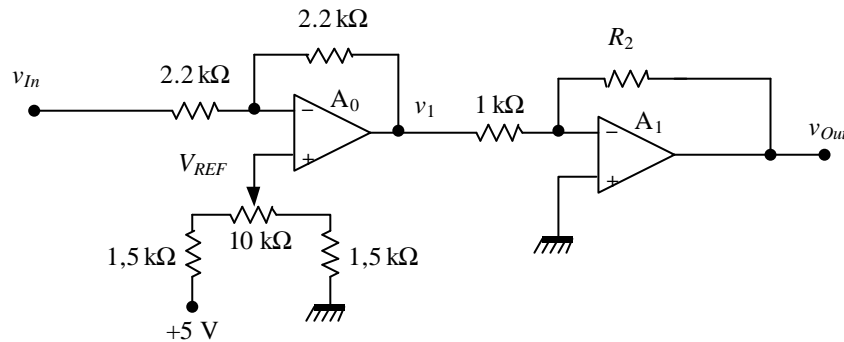 2.2 kΩ
R2
2.2 kΩ
vIn
A0
v1
1 kΩ
A1
vOut
−
+
−
+
VREF
10 kΩ
1,5 kΩ
1,5 kΩ
+5 V